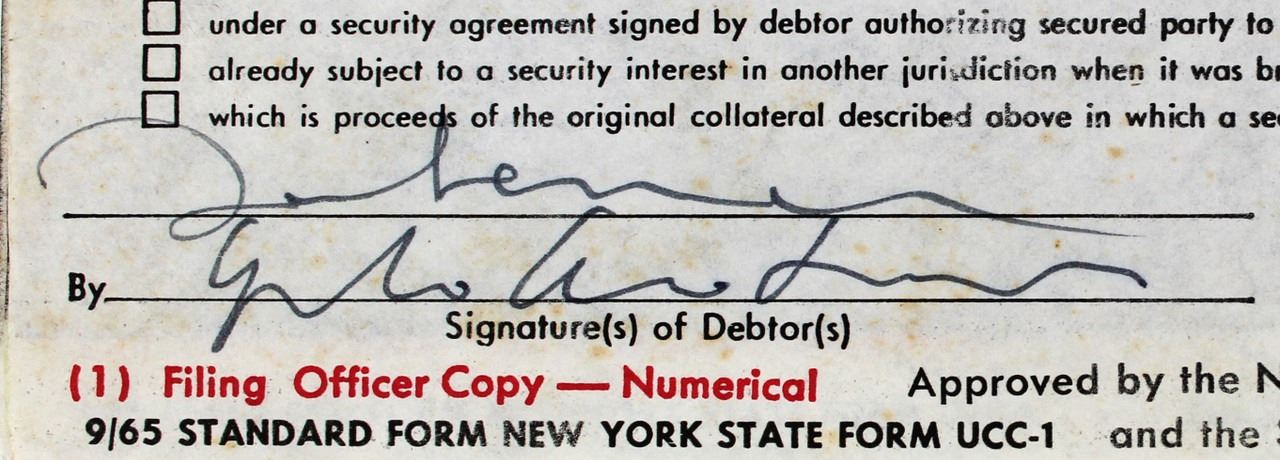 under a security agreement signed by debtor authorizing secured party to
already subject to a security interest in another jurisdiction when it was
which is proceeds of the original collateral described above in which a
By
Signature(s) of Debtor(s)
(1) Filing Officer Copy — Numerical
Approved by the
9/65 STANDARD FORM NEW YORK STATE FORM UCC-1
and the